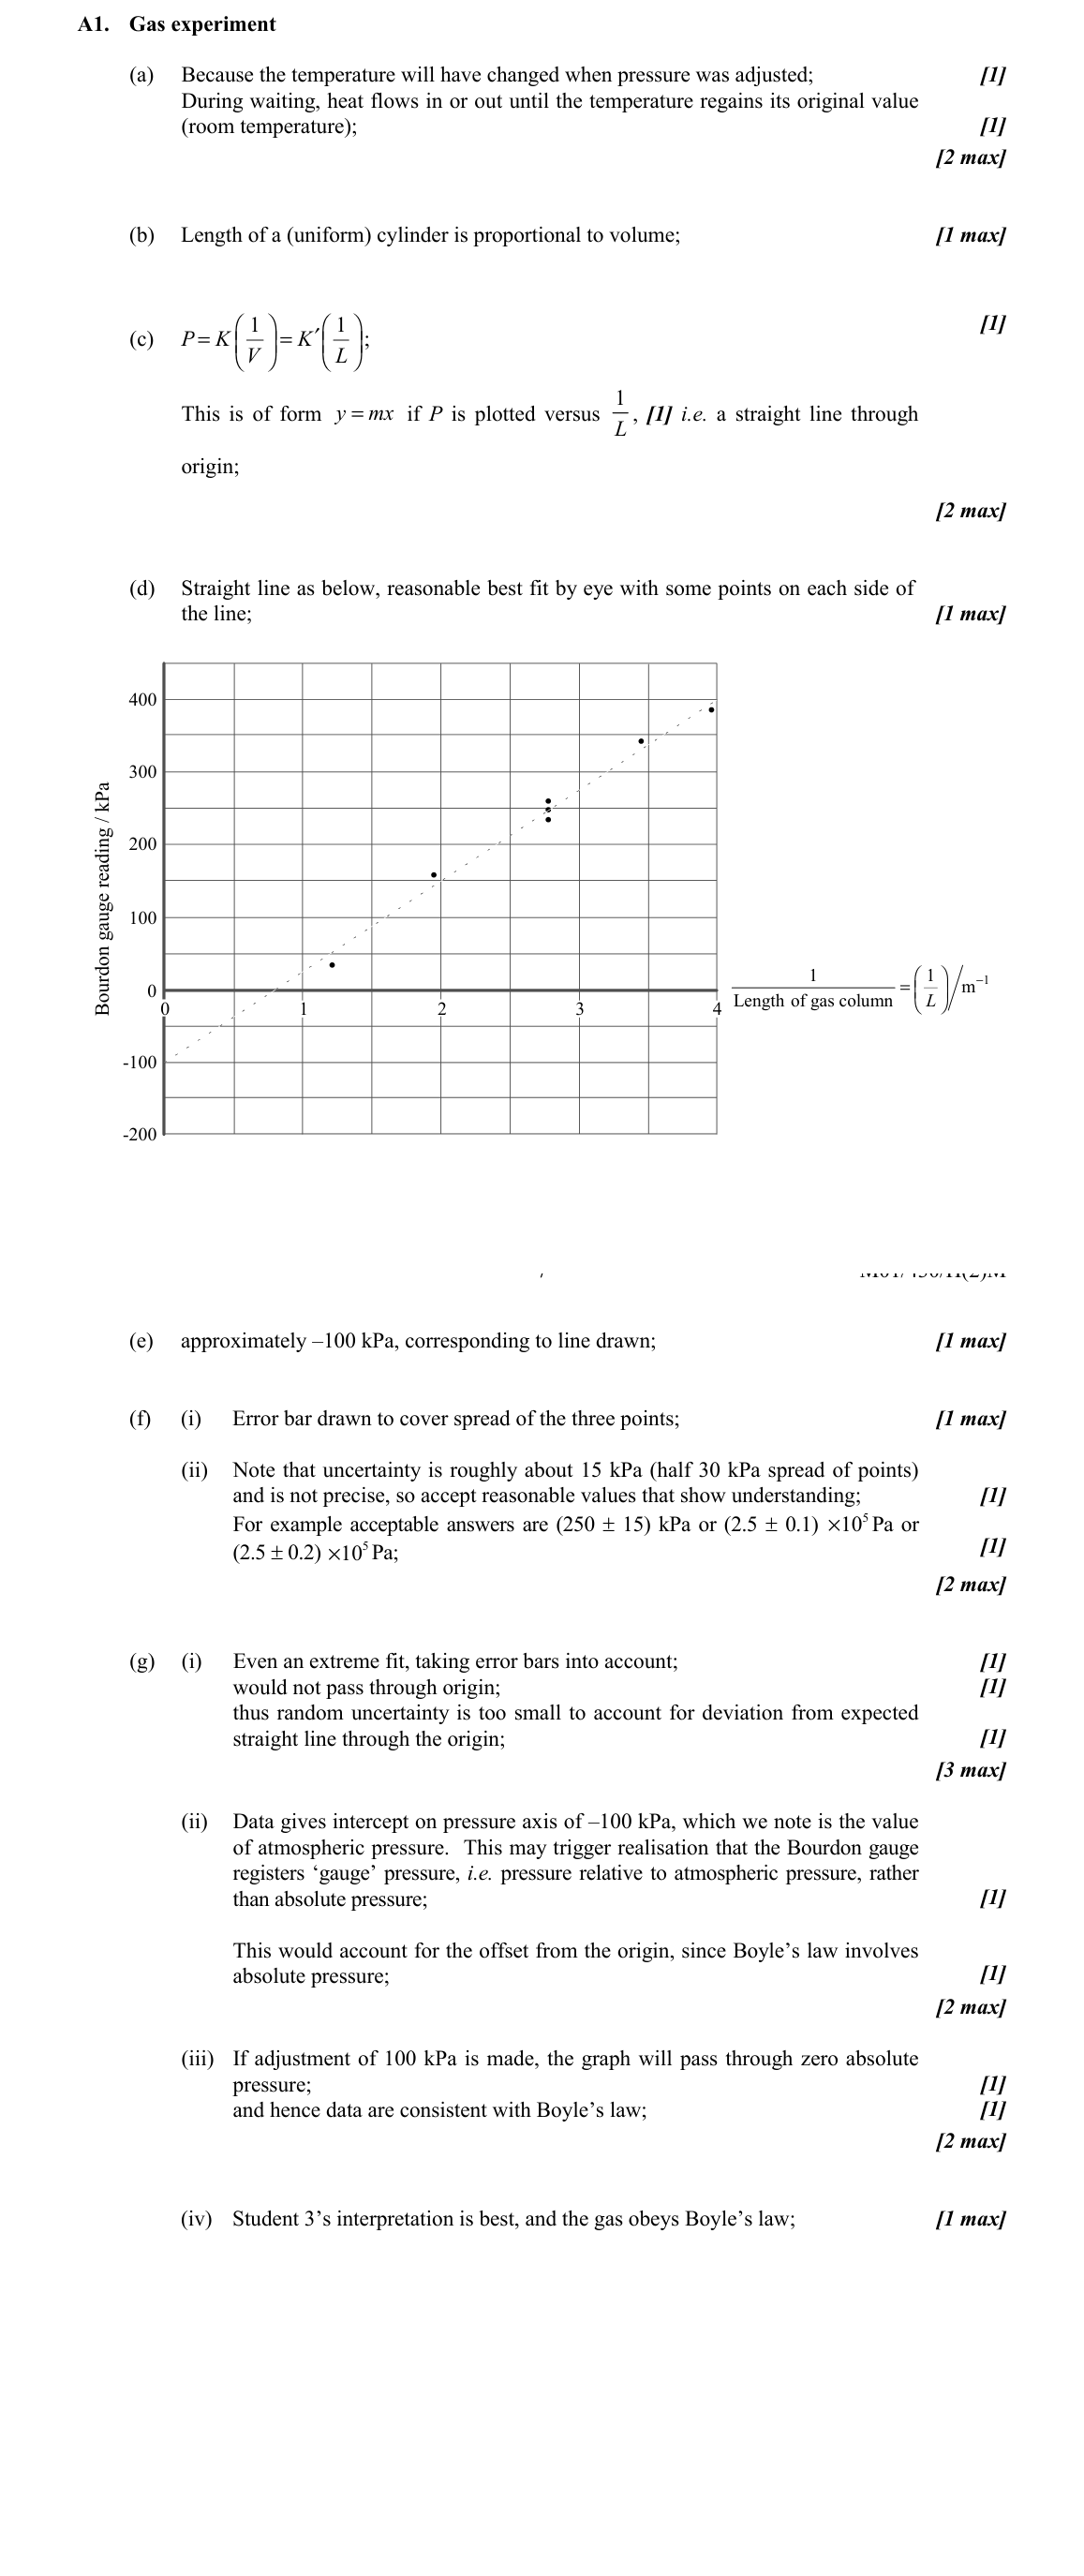 A1. Gas experiment
(a) Because the temperature will have changed when pressure was adjusted; [1]
During waiting, heat flows in or out until the temperature regains its original value
(room temperature); [1]
[2 max]
(b) Length of a (uniform) cylinder is proportional to volume; [1 max]
(c) P = K(1/V) = K′(1/L); [1]
This is of form y = mx if P is plotted versus 1/L, [1] i.e. a straight line through
origin;
[2 max]
(d) Straight line as below, reasonable best fit by eye with some points on each side of
the line; [1 max]
Bourdon gauge reading / kPa
400
300
200
100
0
-100
-200
0 1 2 3 4
1/Length of gas column = (1/L)/m⁻¹
(e) approximately –100 kPa, corresponding to line drawn; [1 max]
(f) (i) Error bar drawn to cover spread of the three points; [1 max]
(ii) Note that uncertainty is roughly about 15 kPa (half 30 kPa spread of points)
and is not precise, so accept reasonable values that show understanding; [1]
For example acceptable answers are (250 ± 15) kPa or (2.5 ± 0.1) ×10⁵ Pa or
(2.5 ± 0.2) ×10⁵ Pa; [1]
[2 max]
(g) (i) Even an extreme fit, taking error bars into account; [1]
would not pass through origin; [1]
thus random uncertainty is too small to account for deviation from expected
straight line through the origin; [1]
[3 max]
(ii) Data gives intercept on pressure axis of –100 kPa, which we note is the value
of atmospheric pressure. This may trigger realisation that the Bourdon gauge
registers ‘gauge’ pressure, i.e. pressure relative to atmospheric pressure, rather
than absolute pressure; [1]
This would account for the offset from the origin, since Boyle’s law involves
absolute pressure; [1]
[2 max]
(iii) If adjustment of 100 kPa is made, the graph will pass through zero absolute
pressure; [1]
and hence data are consistent with Boyle’s law; [1]
[2 max]
(iv) Student 3’s interpretation is best, and the gas obeys Boyle’s law; [1 max]